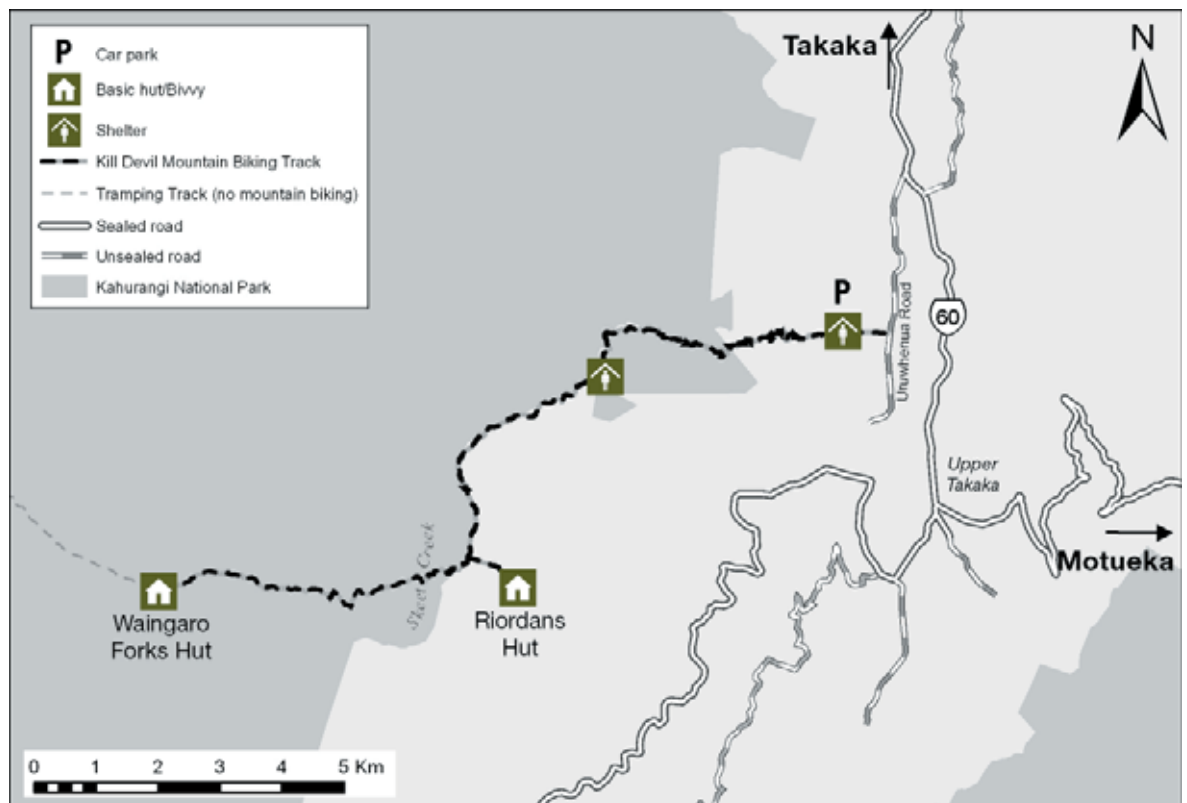 P Car park
Basic hut/Bivvy
Shelter
Kill Devil Mountain Biking Track
Tramping Track (no mountain biking)
Sealed road
Unsealed road
Kahurangi National Park
Takaka
N
P
Uruwhenua Road
60
Upper
Takaka
Motueka
Skeet Creek
Waingaro
Forks Hut
Riordans
Hut
0 1 2 3 4 5 Km